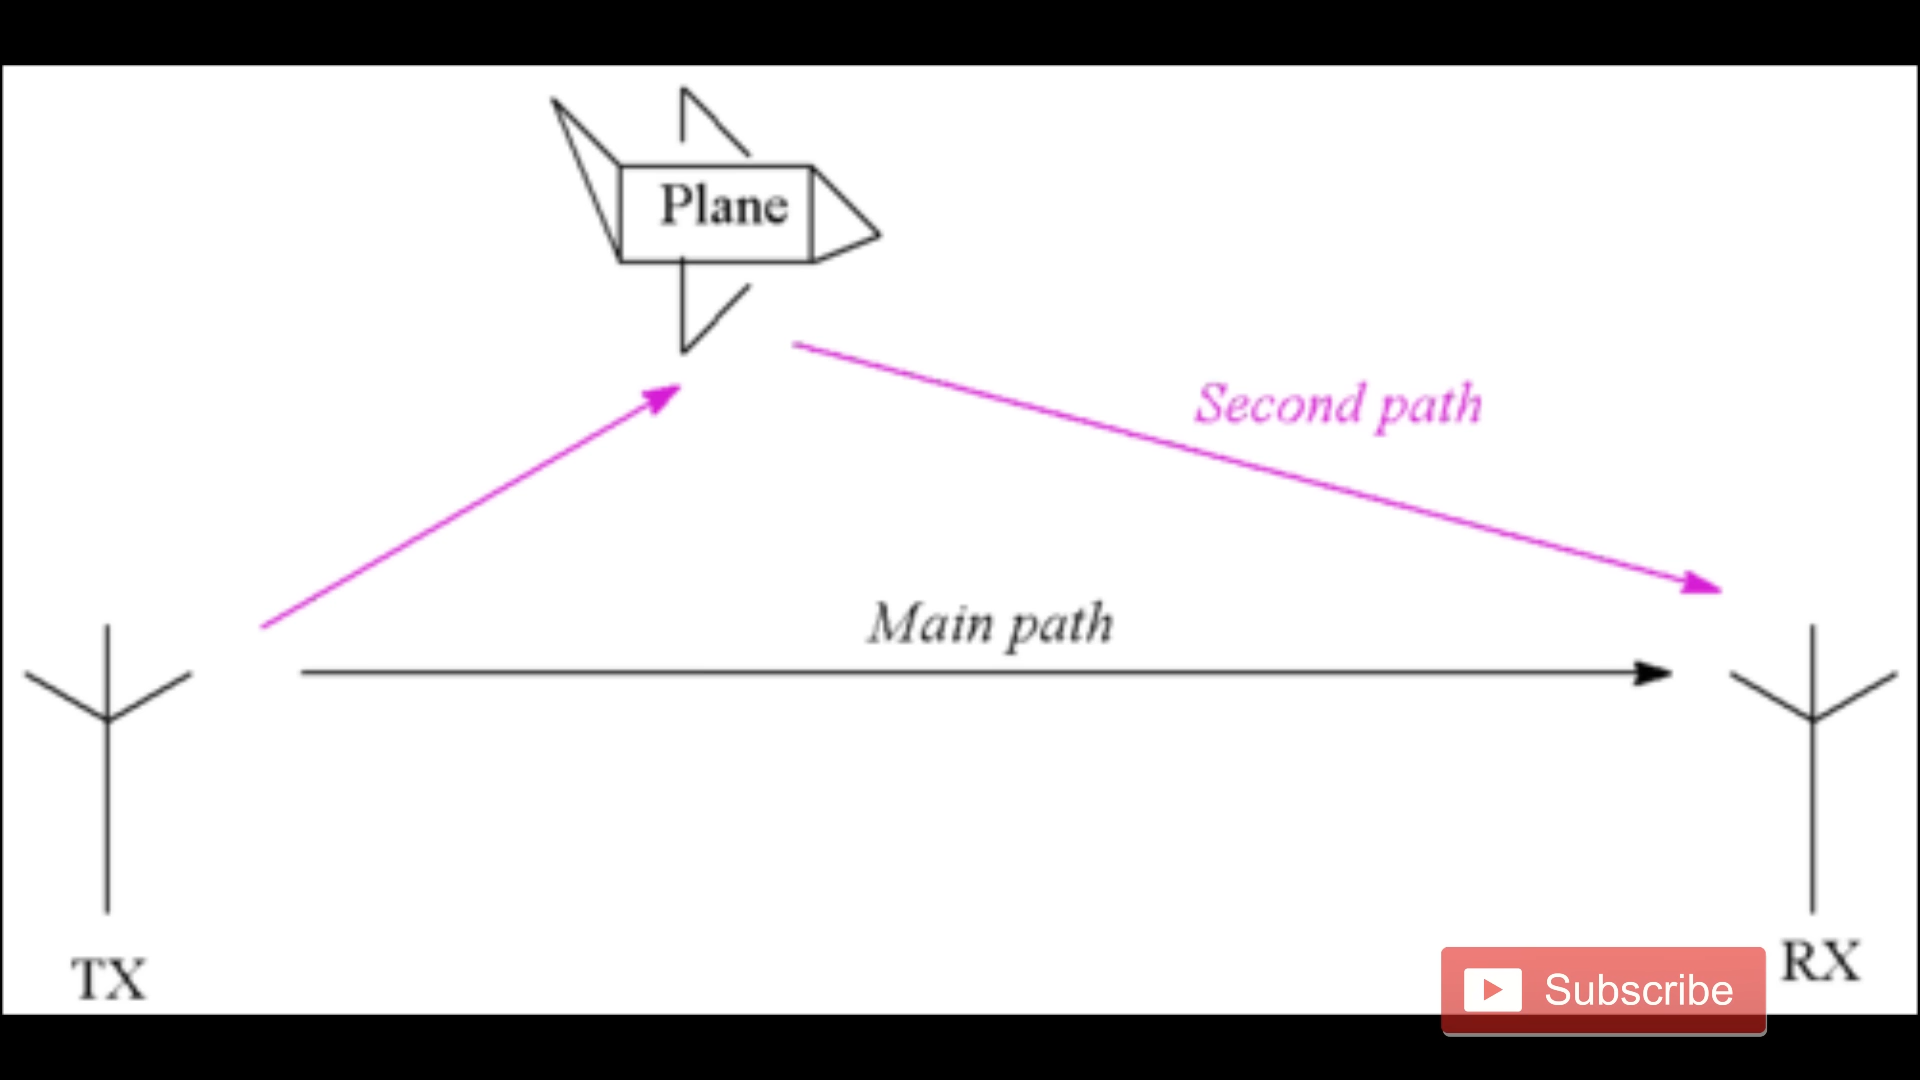 Plane
Second path
Main path
TX
RX
Subscribe